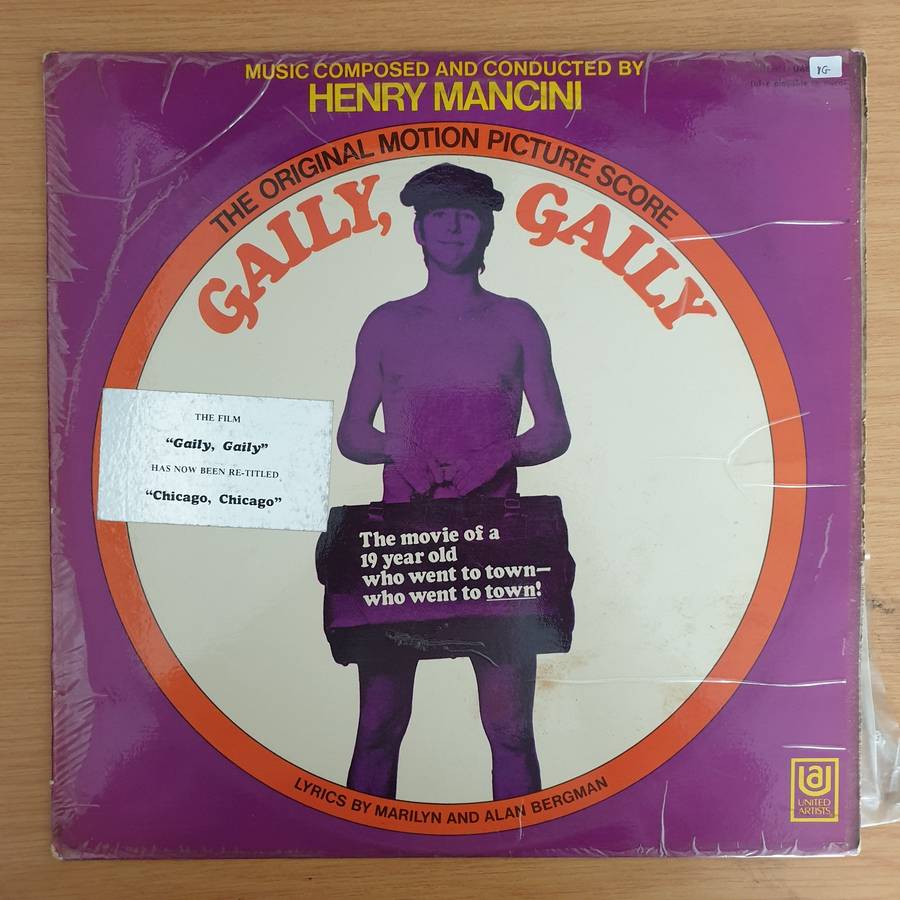 MUSIC COMPOSED AND CONDUCTED BY
HENRY MANCINI
VG
THE ORIGINAL MOTION PICTURE SCORE
GAILY, GAILY
THE FILM
“Gaily, Gaily”
HAS NOW BEEN RE-TITLED
“Chicago, Chicago”
The movie of a
19 year old
who went to town—
who went to town!
LYRICS BY MARILYN AND ALAN BERGMAN
UA
UNITED
ARTISTS